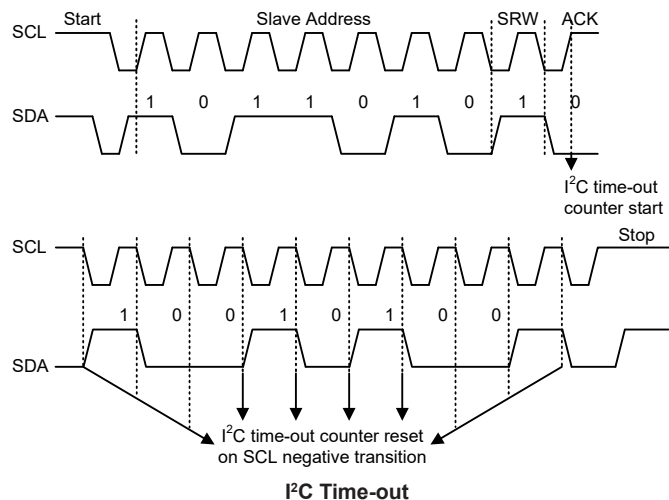 Start Slave Address SRW ACK
SCL
1 0 1 1 0 1 0 1 0
SDA
I²C time-out
counter start
SCL
Stop
1 0 0 1 0 1 0 0
SDA
I²C time-out counter reset
on SCL negative transition
I²C Time-out